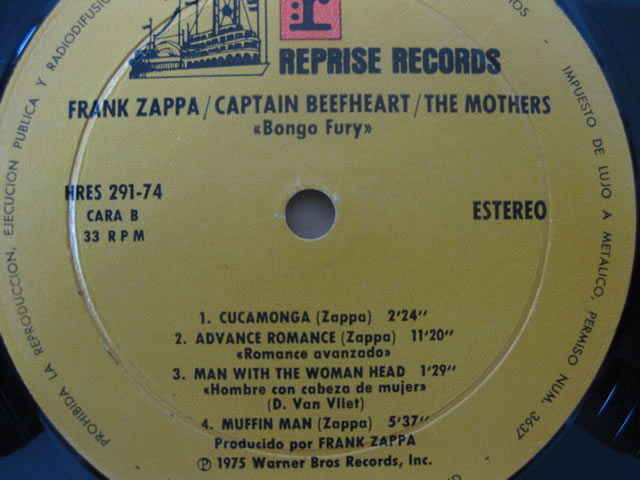 r
REPRISE RECORDS
FRANK ZAPPA/CAPTAIN BEEFHEART/THE MOTHERS
«Bongo Fury»
HRES 291-74
CARA B
33 RPM
ESTEREO
1. CUCAMONGA (Zappa) 2'24''
2. ADVANCE ROMANCE (Zappa) 11'20''
«Romance avanzado»
3. MAN WITH THE WOMAN HEAD 1'29''
«Hombre con cabeza de mujer»
(D. Van Vliet)
4. MUFFIN MAN (Zappa) 5'37''
Producido por FRANK ZAPPA
Ⓟ 1975 Warner Bros Records, Inc.
PROHIBIDA LA REPRODUCCION, EJECUCION PUBLICA Y RADIODIFUSION
IMPUESTO DE LUJO A METALICO, PERMISO NUM. 3637